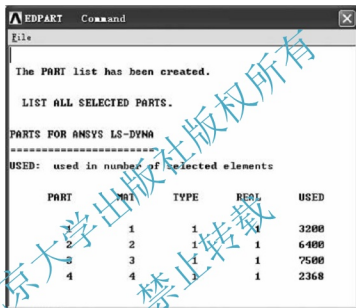 EDPART Command
File
The PART list has been created.
LIST ALL SELECTED PARTS.
PARTS FOR ANSYS LS-DYNA
USED: used in number of selected elements
PART MAT TYPE REAL USED
1 1 1 1 3200
2 2 1 1 6400
3 3 1 1 7500
4 4 1 1 2368
京大学出版社版权所有
禁止转载